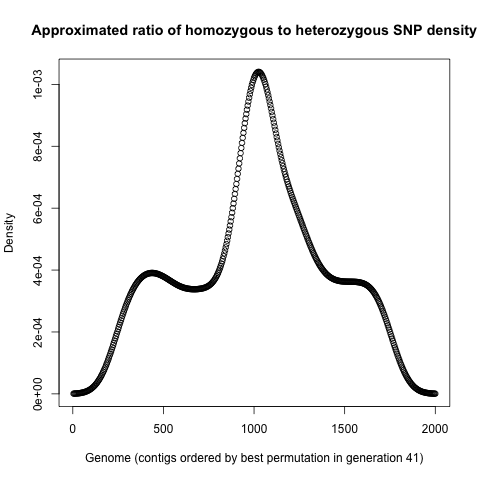 Approximated ratio of homozygous to heterozygous SNP density
1e-03
8e-04
6e-04
4e-04
2e-04
0e+00
Density
0 500 1000 1500 2000
Genome (contigs ordered by best permutation in generation 41)